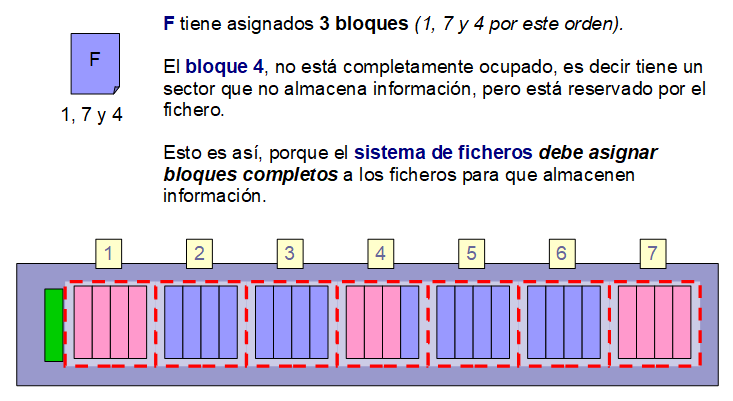 F tiene asignados 3 bloques (1, 7 y 4 por este orden).
F
El bloque 4, no está completamente ocupado, es decir tiene un
sector que no almacena información, pero está reservado por el
fichero.
1, 7 y 4
Esto es así, porque el sistema de ficheros debe asignar
bloques completos a los ficheros para que almacenen
información.
1 2 3 4 5 6 7